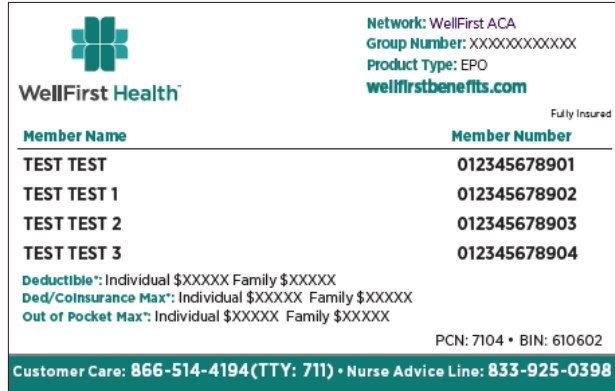 Network: WellFirst ACA
Group Number: XXXXXXXXXXXX
Product Type: EPO
wellfirstbenefits.com
WellFirst Health™
Fully Insured
Member Name Member Number
TEST TEST 012345678901
TEST TEST 1 012345678902
TEST TEST 2 012345678903
TEST TEST 3 012345678904
Deductible*: Individual $XXXXX Family $XXXXX
Ded/Coinsurance Max*: Individual $XXXXX Family $XXXXX
Out of Pocket Max*: Individual $XXXXX Family $XXXXX
PCN: 7104 • BIN: 610602
Customer Care: 866-514-4194(TTY: 711) • Nurse Advice Line: 833-925-0398